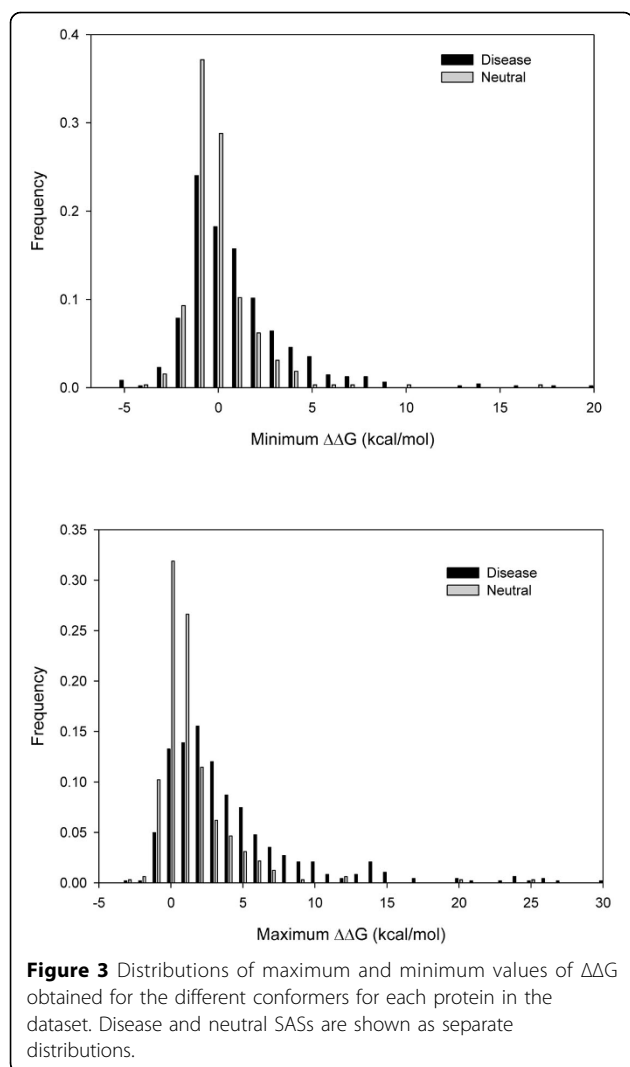 0.4
Disease
Neutral
0.3
0.2
0.1
0.0
Frequency
-5
0
5
10
15
20
Minimum ΔΔG (kcal/mol)
0.35
Disease
Neutral
0.30
0.25
0.20
0.15
0.10
0.05
0.00
Frequency
-5
0
5
10
15
20
25
30
Maximum ΔΔG (kcal/mol)
Figure 3 Distributions of maximum and minimum values of ΔΔG
obtained for the different conformers for each protein in the
dataset. Disease and neutral SASs are shown as separate
distributions.